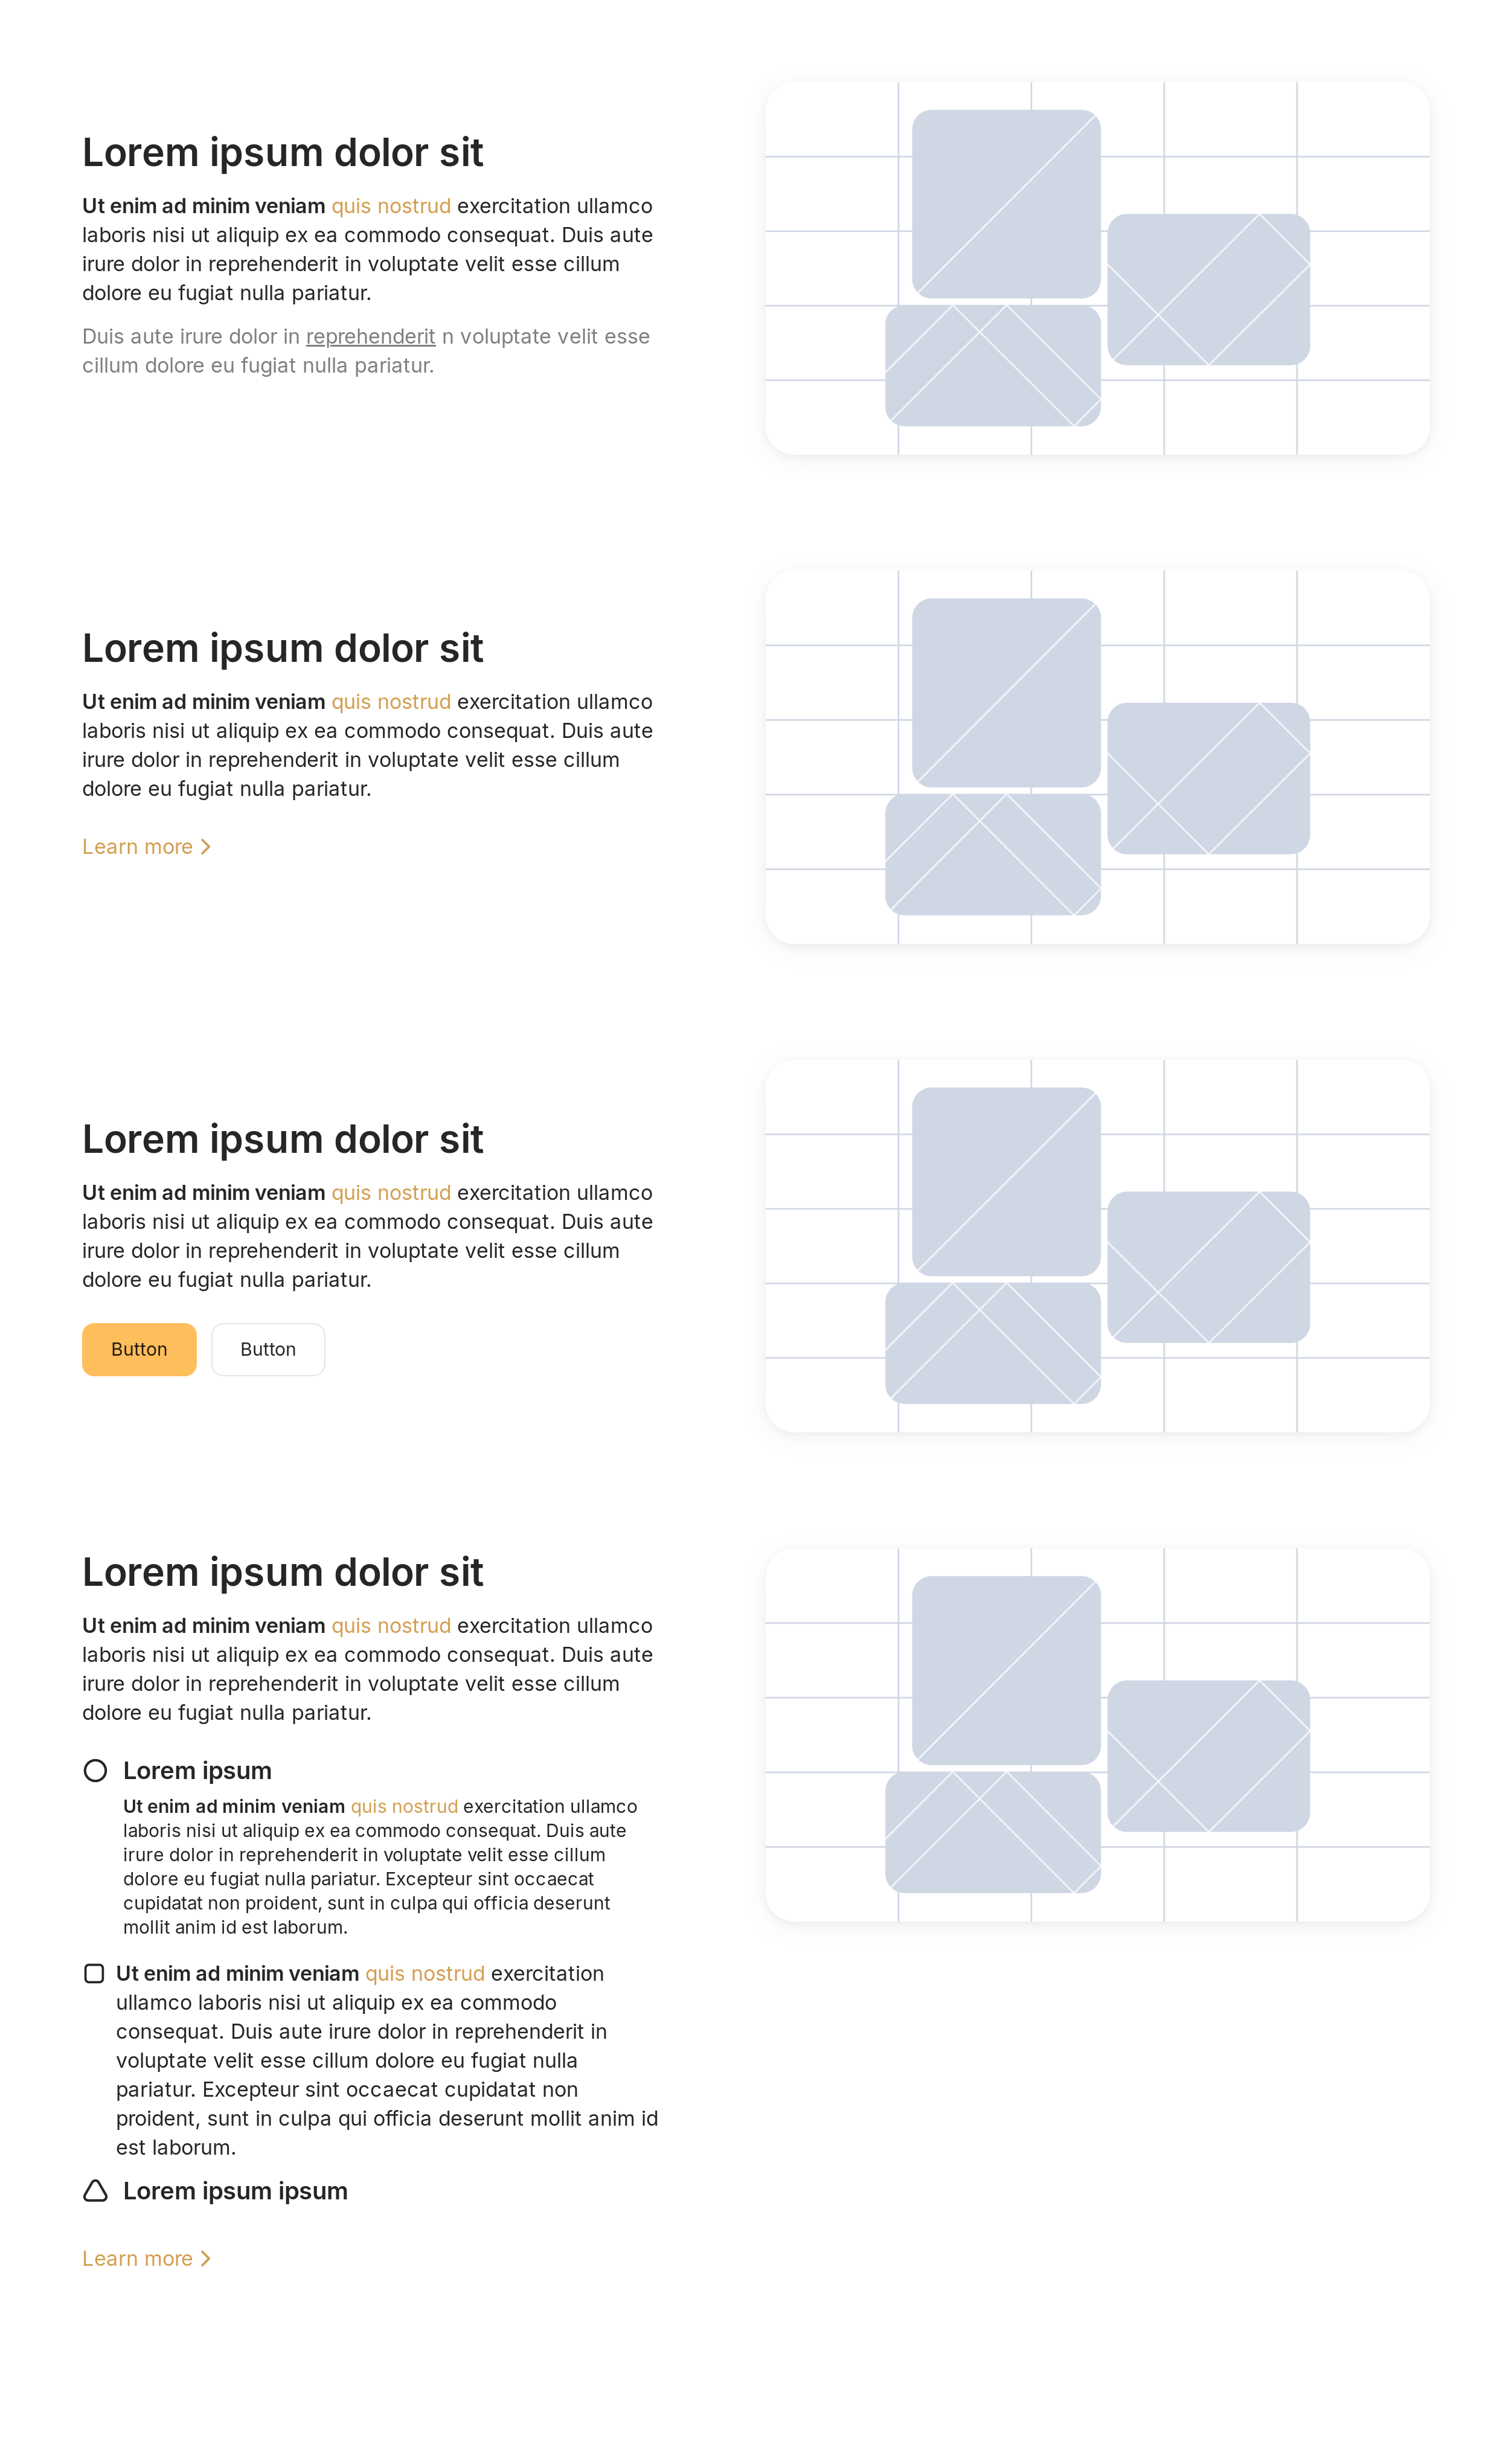 Lorem ipsum dolor sit
Ut enim ad minim veniam quis nostrud exercitation ullamco
laboris nisi ut aliquip ex ea commodo consequat. Duis aute
irure dolor in reprehenderit in voluptate velit esse cillum
dolore eu fugiat nulla pariatur.
Duis aute irure dolor in reprehenderit n voluptate velit esse
cillum dolore eu fugiat nulla pariatur.
Lorem ipsum dolor sit
Ut enim ad minim veniam quis nostrud exercitation ullamco
laboris nisi ut aliquip ex ea commodo consequat. Duis aute
irure dolor in reprehenderit in voluptate velit esse cillum
dolore eu fugiat nulla pariatur.
Learn more
Lorem ipsum dolor sit
Ut enim ad minim veniam quis nostrud exercitation ullamco
laboris nisi ut aliquip ex ea commodo consequat. Duis aute
irure dolor in reprehenderit in voluptate velit esse cillum
dolore eu fugiat nulla pariatur.
Button Button
Lorem ipsum dolor sit
Ut enim ad minim veniam quis nostrud exercitation ullamco
laboris nisi ut aliquip ex ea commodo consequat. Duis aute
irure dolor in reprehenderit in voluptate velit esse cillum
dolore eu fugiat nulla pariatur.
Lorem ipsum
Ut enim ad minim veniam quis nostrud exercitation ullamco
laboris nisi ut aliquip ex ea commodo consequat. Duis aute
irure dolor in reprehenderit in voluptate velit esse cillum
dolore eu fugiat nulla pariatur. Excepteur sint occaecat
cupidatat non proident, sunt in culpa qui officia deserunt
mollit anim id est laborum.
Ut enim ad minim veniam quis nostrud exercitation
ullamco laboris nisi ut aliquip ex ea commodo
consequat. Duis aute irure dolor in reprehenderit in
voluptate velit esse cillum dolore eu fugiat nulla
pariatur. Excepteur sint occaecat cupidatat non
proident, sunt in culpa qui officia deserunt mollit anim id
est laborum.
Lorem ipsum ipsum
Learn more